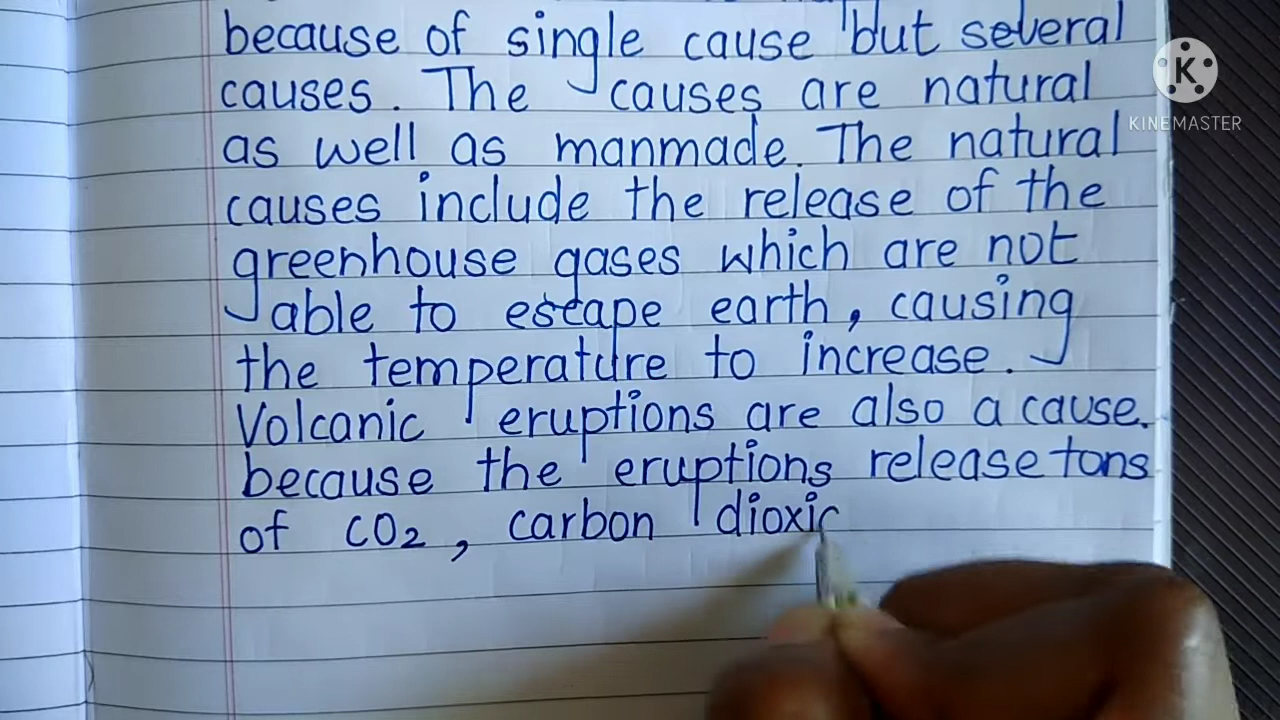 because of single cause but several
causes. The causes are natural
as well as manmade. The natural
causes include the release of the
greenhouse gases which are not
able to escape earth, causing
the temperature to increase.
Volcanic eruptions are also a cause.
because the eruptions release tons
of CO2, carbon dioxi
K
KINEMASTER